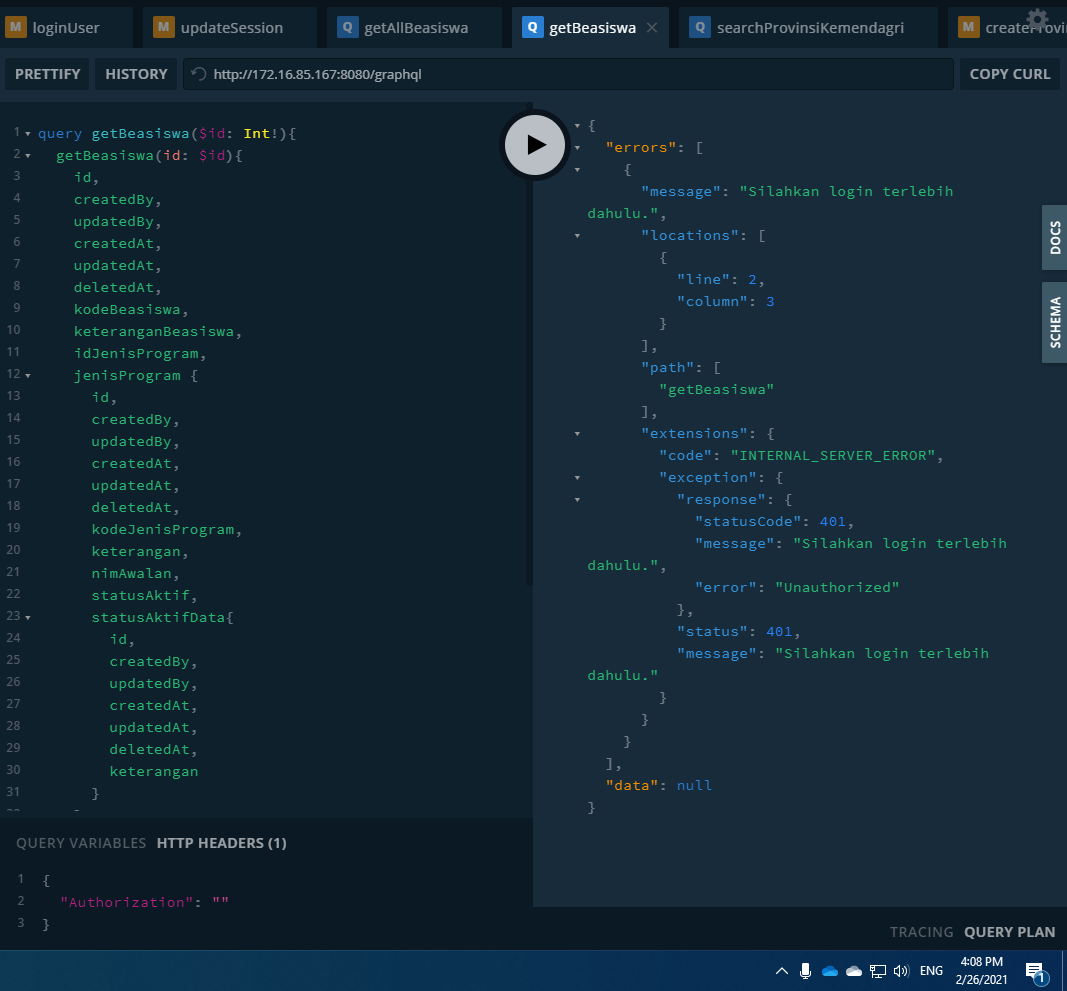 M loginUser M updateSession Q getAllBeasiswa Q getBeasiswa × Q searchProvinsiKemendagri M
PRETTIFY HISTORY http://172.16.85.167:8080/graphql COPY CURL
1 query getBeasiswa($id: Int!){
2 getBeasiswa(id: $id){
3 id,
4 createdBy,
5 updatedBy,
6 createdAt,
7 updatedAt,
8 deletedAt,
9 kodeBeasiswa,
10 keteranganBeasiswa,
11 idJenisProgram,
12 jenisProgram {
13 id,
14 createdBy,
15 updatedBy,
16 createdAt,
17 updatedAt,
18 deletedAt,
19 kodeJenisProgram,
20 keterangan,
21 nimAwalan,
22 statusAktif,
23 statusAktifData{
24 id,
25 createdBy,
26 updatedBy,
27 createdAt,
28 updatedAt,
29 deletedAt,
30 keterangan
31 }
{
"errors": [
{
"message": "Silahkan login terlebih
dahulu.",
"locations": [
{
"line": 2,
"column": 3
}
],
"path": [
"getBeasiswa"
],
"extensions": {
"code": "INTERNAL_SERVER_ERROR",
"exception": {
"response": {
"statusCode": 401,
"message": "Silahkan login terlebih
dahulu.",
"error": "Unauthorized"
},
"status": 401,
"message": "Silahkan login terlebih
dahulu."
}
}
}
],
"data": null
}
DOCS
SCHEMA
QUERY VARIABLES HTTP HEADERS (1)
1 {
2 "Authorization": ""
3 }
TRACING QUERY PLAN
ENG
4:08 PM
2/26/2021
1